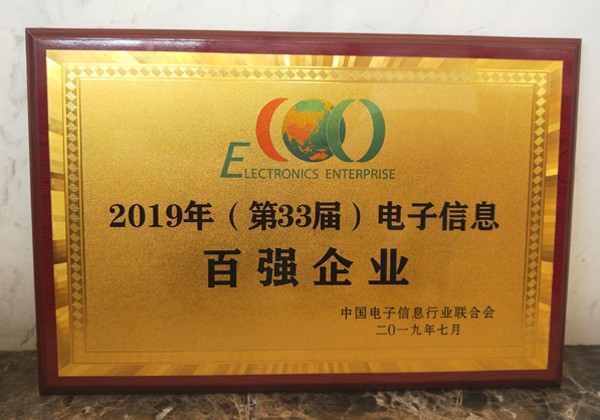 ELECTRONICS ENTERPRISE
2019年（第33届）电子信息
百强企业
中国电子信息行业联合会
二〇一九年七月